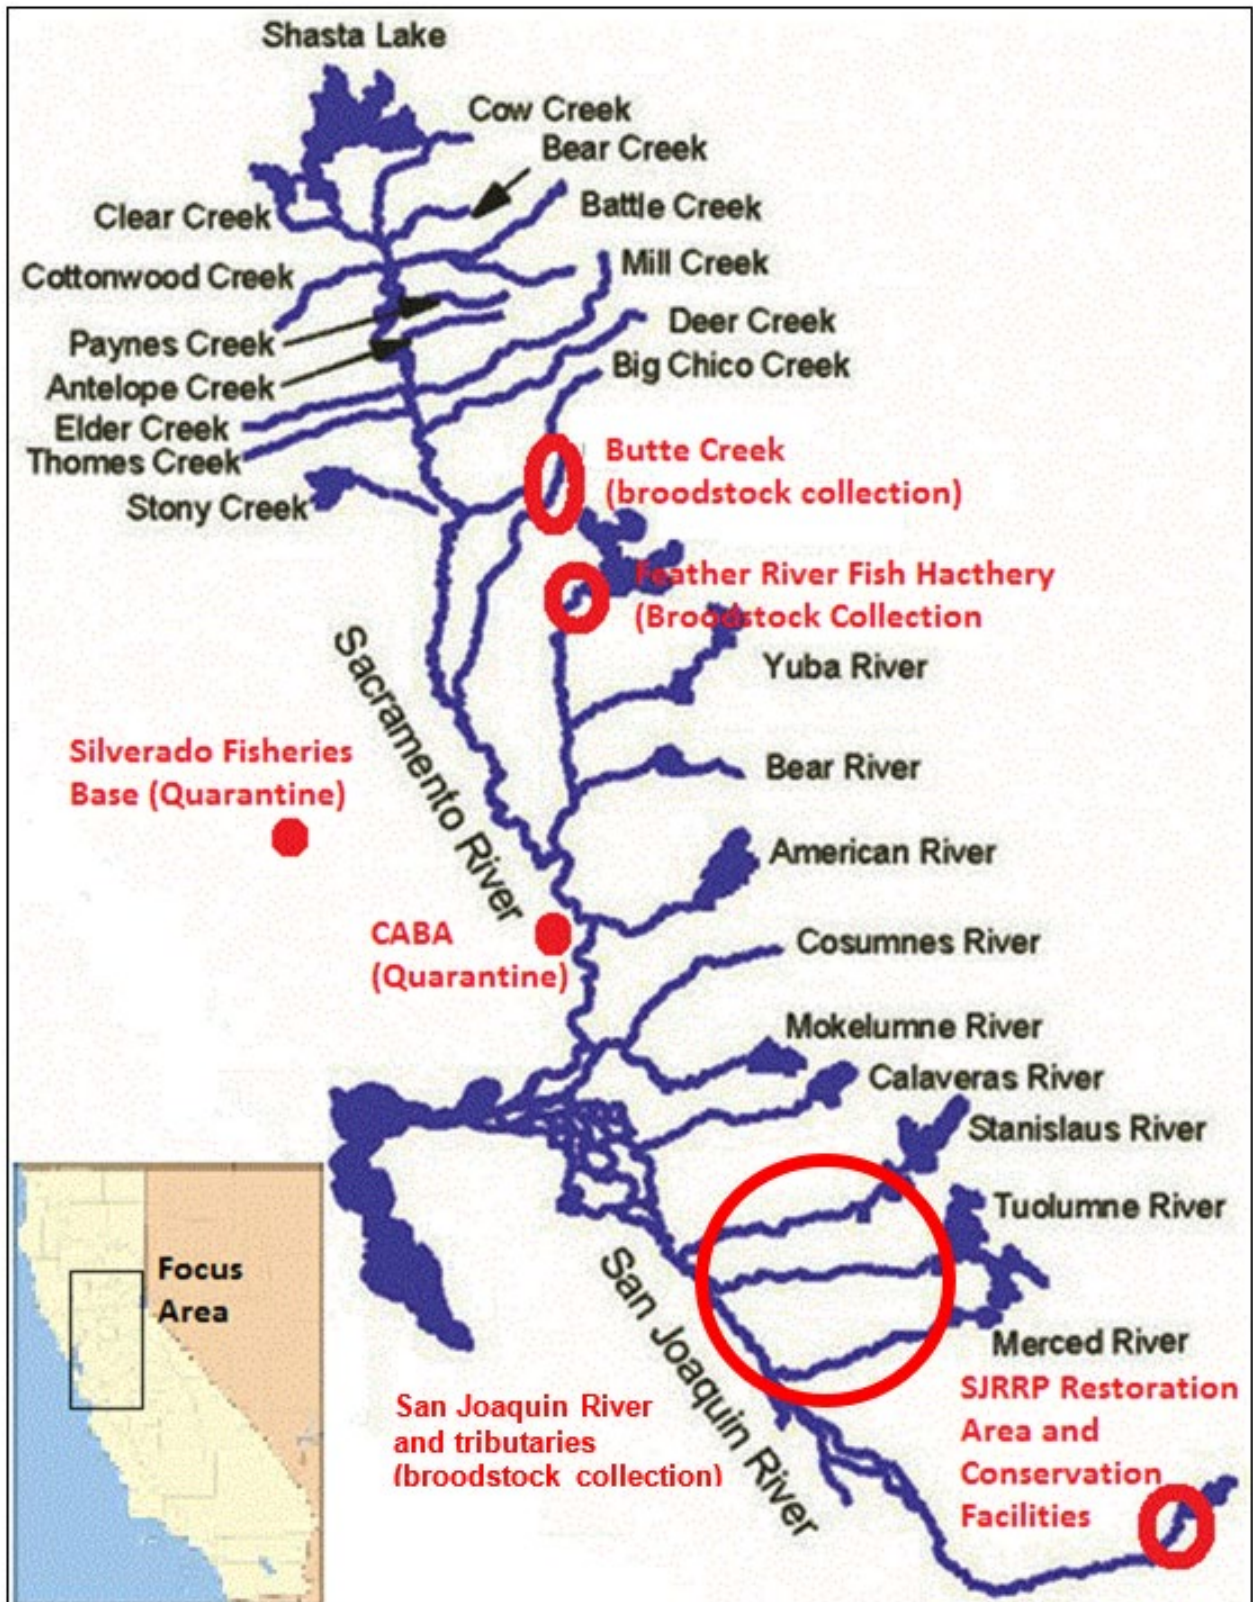 Shasta Lake
Cow Creek
Bear Creek
Battle Creek
Clear Creek
Mill Creek
Cottonwood Creek
Deer Creek
Paynes Creek
Big Chico Creek
Antelope Creek
Elder Creek
Thomes Creek
Butte Creek
(broodstock collection)
Stony Creek
Feather River Fish Hacthery
(Broodstock Collection
Yuba River
Sacramento River
Silverado Fisheries
Base (Quarantine)
Bear River
American River
CABA
(Quarantine)
Cosumnes River
Mokelumne River
Calaveras River
Stanislaus River
Tuolumne River
Focus
Area
San Joaquin River
Merced River
SJRRP Restoration
Area and
Conservation
Facilities
San Joaquin River
and tributaries
(broodstock collection)